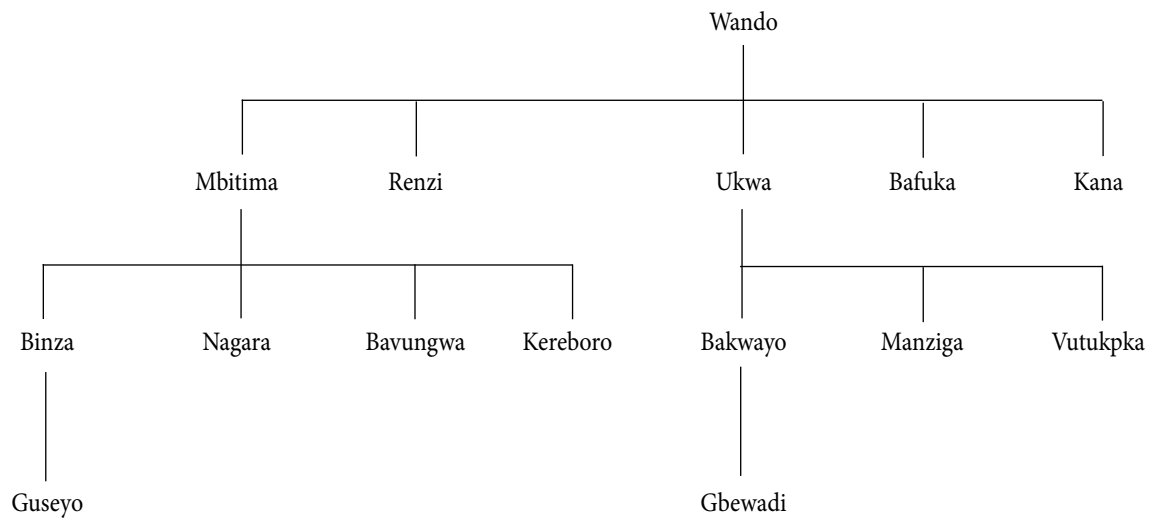 Wando
Mbitima Renzi Ukwa Bafuka Kana
Binza Nagara Bavungwa Kereboro Bakwayo Manziga Vutukpka
Guseyo Gbewadi